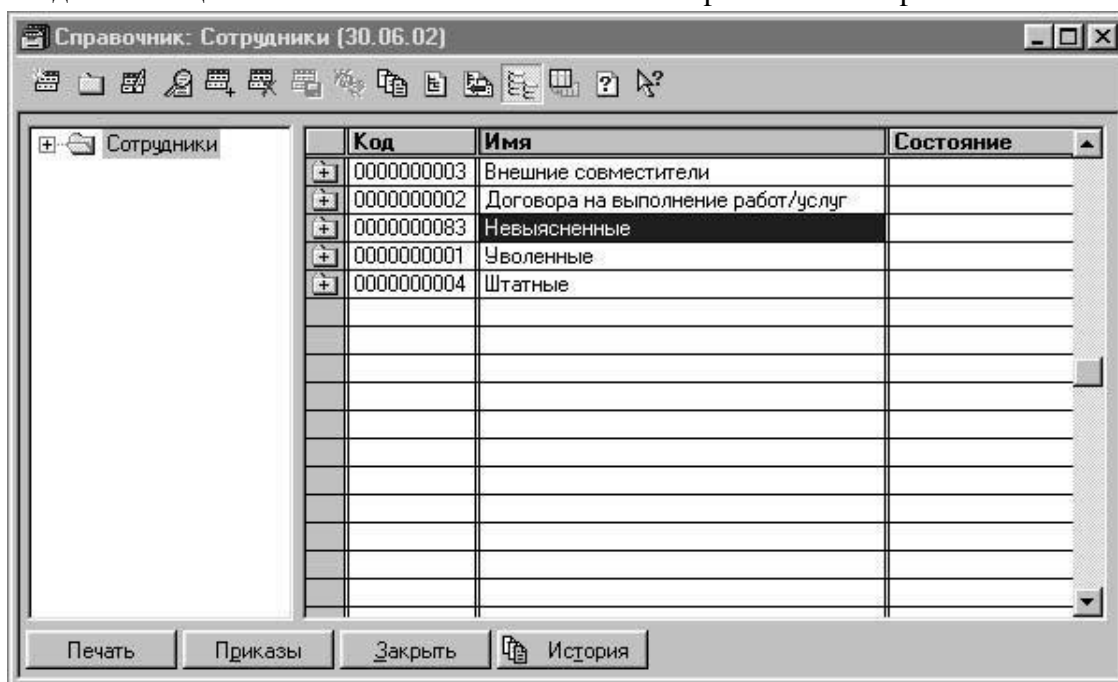 Справочник: Сотрудники (30.06.02)
Сотрудники
Код Имя Состояние
0000000003 Внешние совместители
0000000002 Договора на выполнение работ/услуг
0000000083 Невыясненные
0000000001 Уволенные
0000000004 Штатные
Печать Приказы Закрыть История